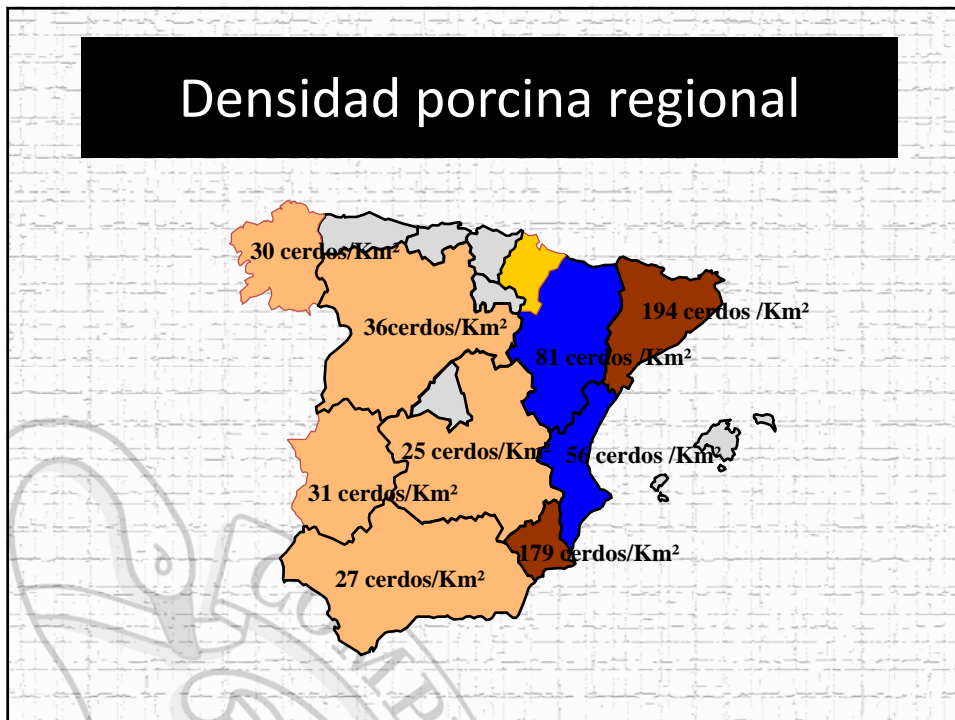 Densidad porcina regional
30 cerdos/Km²
194 cerdos /Km²
36cerdos/Km²
81 cerdos /Km²
25 cerdos/Km²
56 cerdos /Km²
31 cerdos/Km²
179 cerdos/Km²
27 cerdos/Km²